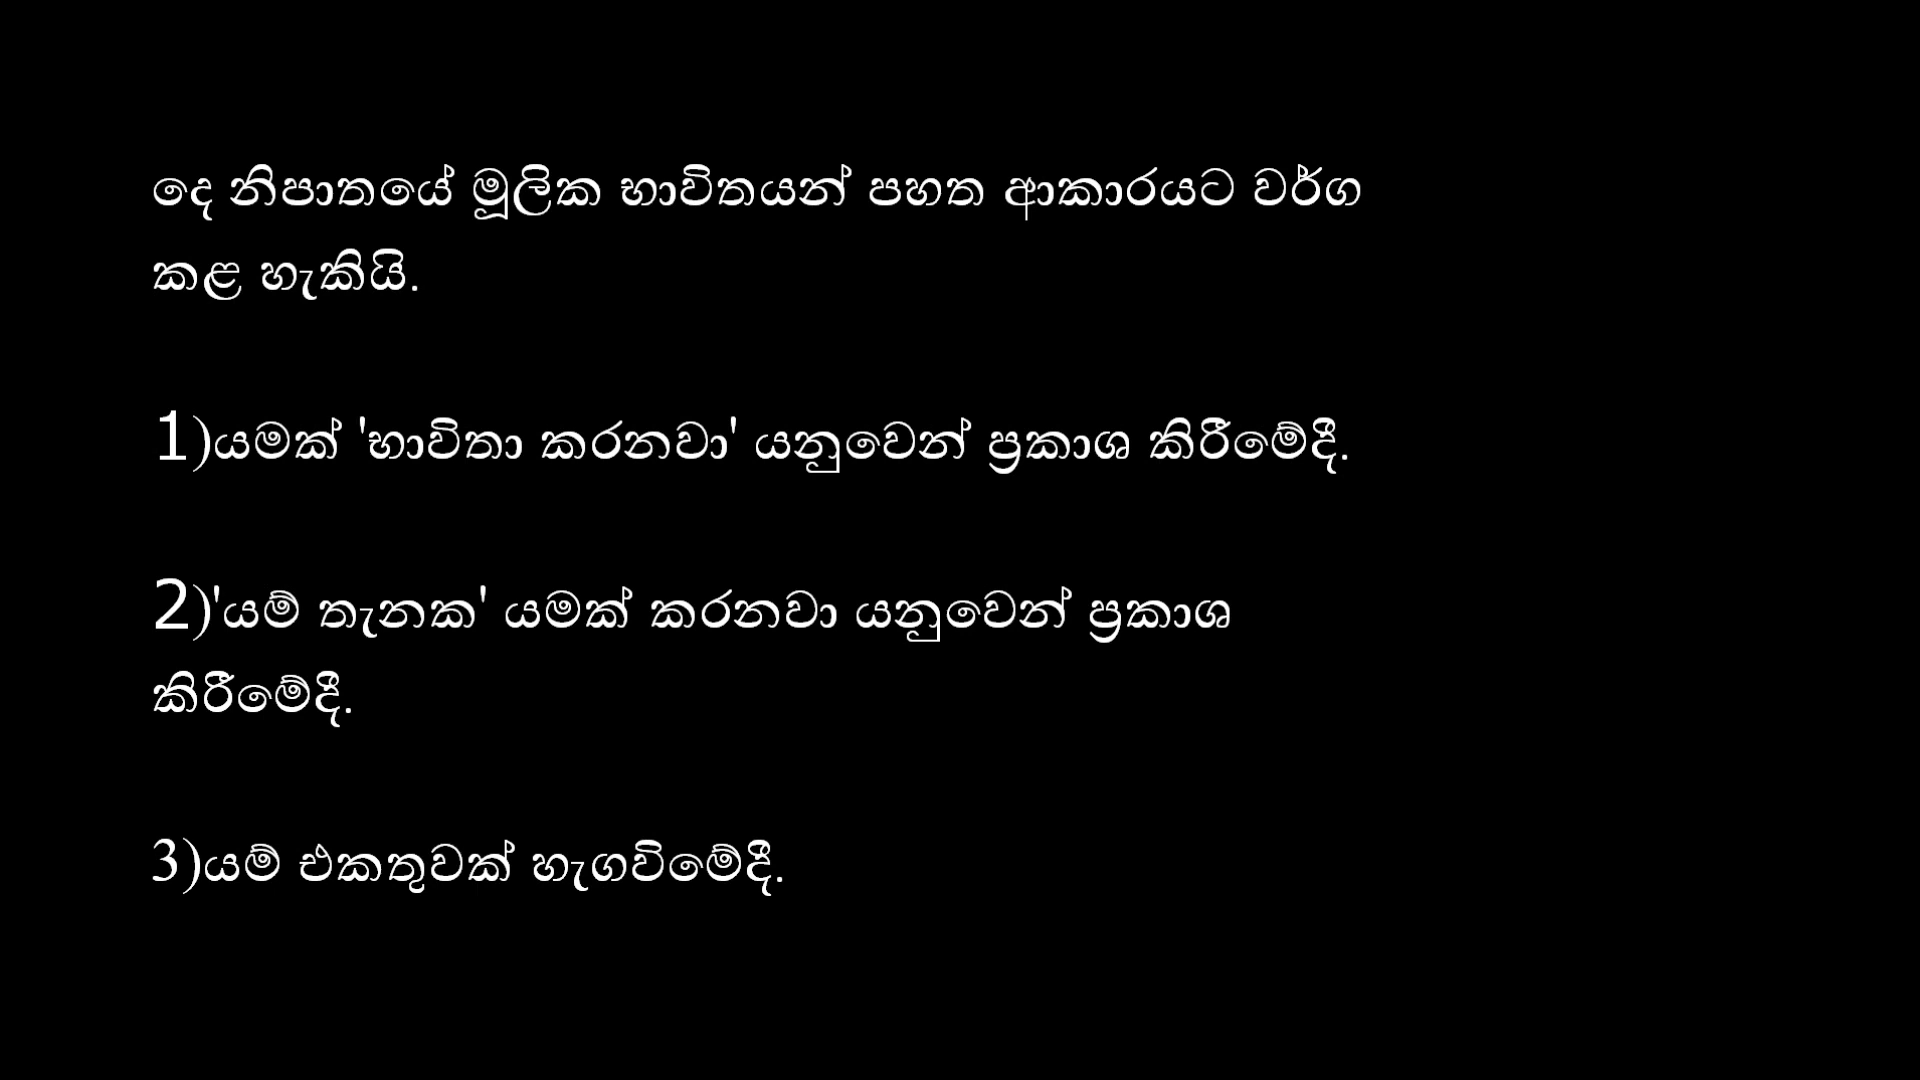 දෙ නිපාතයේ මූලික භාවිතයන් පහත ආකාරයට වර්ග
කළ හැකියි.
1)යමක් 'භාවිතා කරනවා' යනුවෙන් ප්‍රකාශ කිරීමේදී.
2)'යම් තැනක' යමක් කරනවා යනුවෙන් ප්‍රකාශ
කිරීමේදී.
3)යම් එකතුවක් හැගවිමේදී.